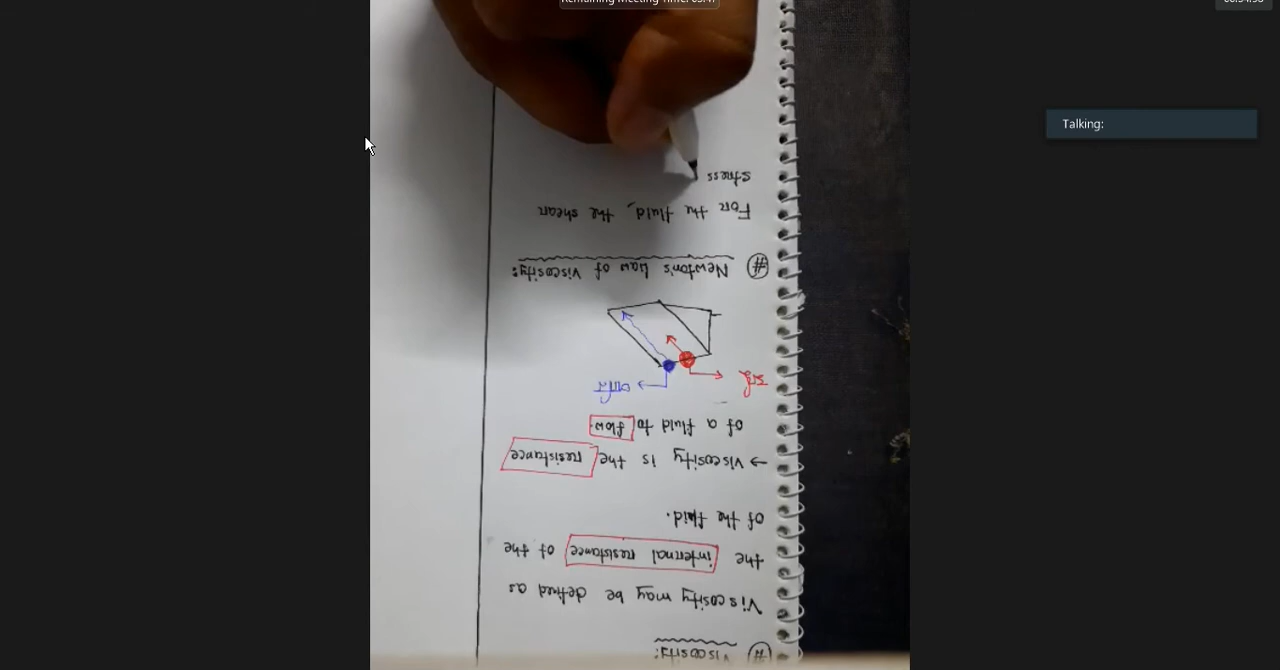 Talking:
# Viscosity:
Viscosity may be defined as
the internal resistance of the
of the fluid.
→ Viscosity is the resistance
of a fluid to flow.
# Newton's Law of Viscosity:
For the fluid, the shear
stress